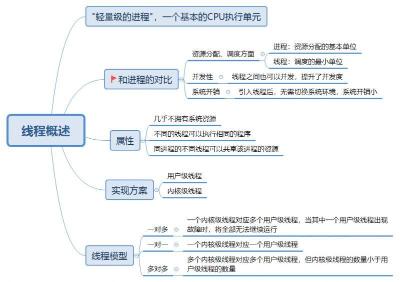 “轻量级的进程”，一个基本的CPU执行单元
进程：资源分配的基本单位
资源分配、调度方面
线程：调度的最小单位
和进程的对比
并发性
线程之间也可以并发，提升了并发度
系统开销
引入线程后，无需切换系统环境，系统开销小
线程概述
几乎不拥有系统资源
属性
不同的线程可以执行相同的程序
同进程的不同线程可以共享该进程的资源
用户级线程
实现方案
内核级线程
一个内核级线程对应多个用户级线程，当其中一个用户级线程出现
故障时，将全部无法继续运行
一对多
线程模型
一对一
一个内核级线程对应一个用户级线程
多个内核级线程对应多个用户级线程，但内核级线程的数量小于用
户级线程的数量
多对多